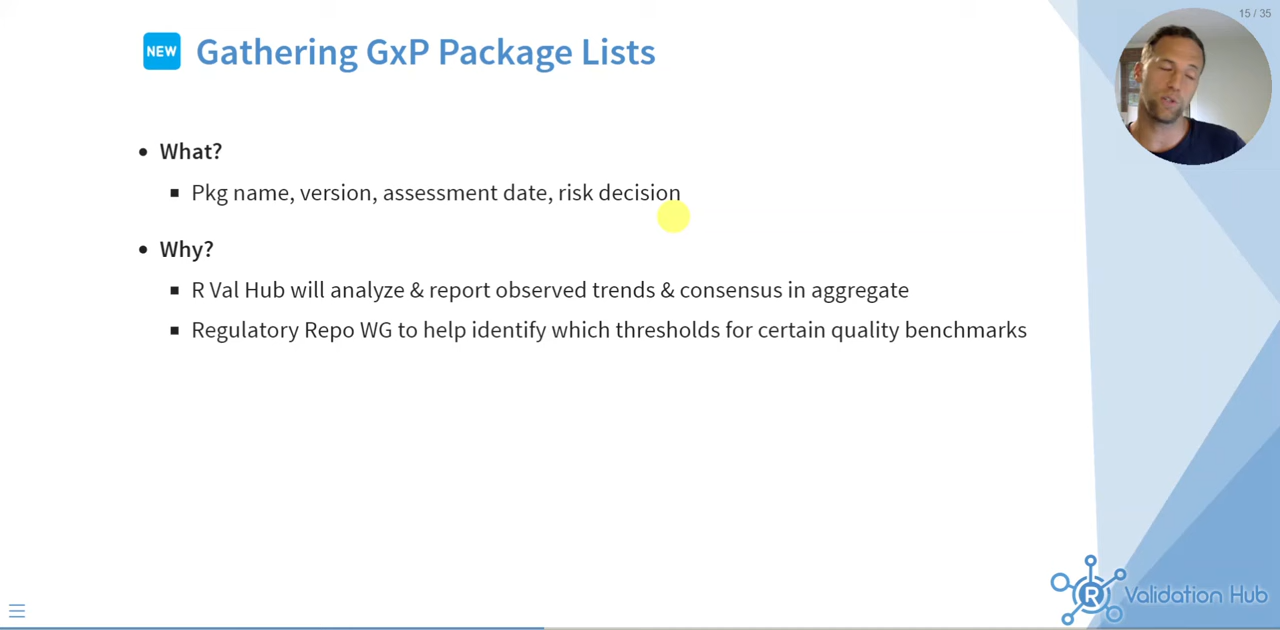 15 / 35
NEW Gathering GxP Package Lists
What?
Pkg name, version, assessment date, risk decision
Why?
R Val Hub will analyze & report observed trends & consensus in aggregate
Regulatory Repo WG to help identify which thresholds for certain quality benchmarks
R Validation Hub